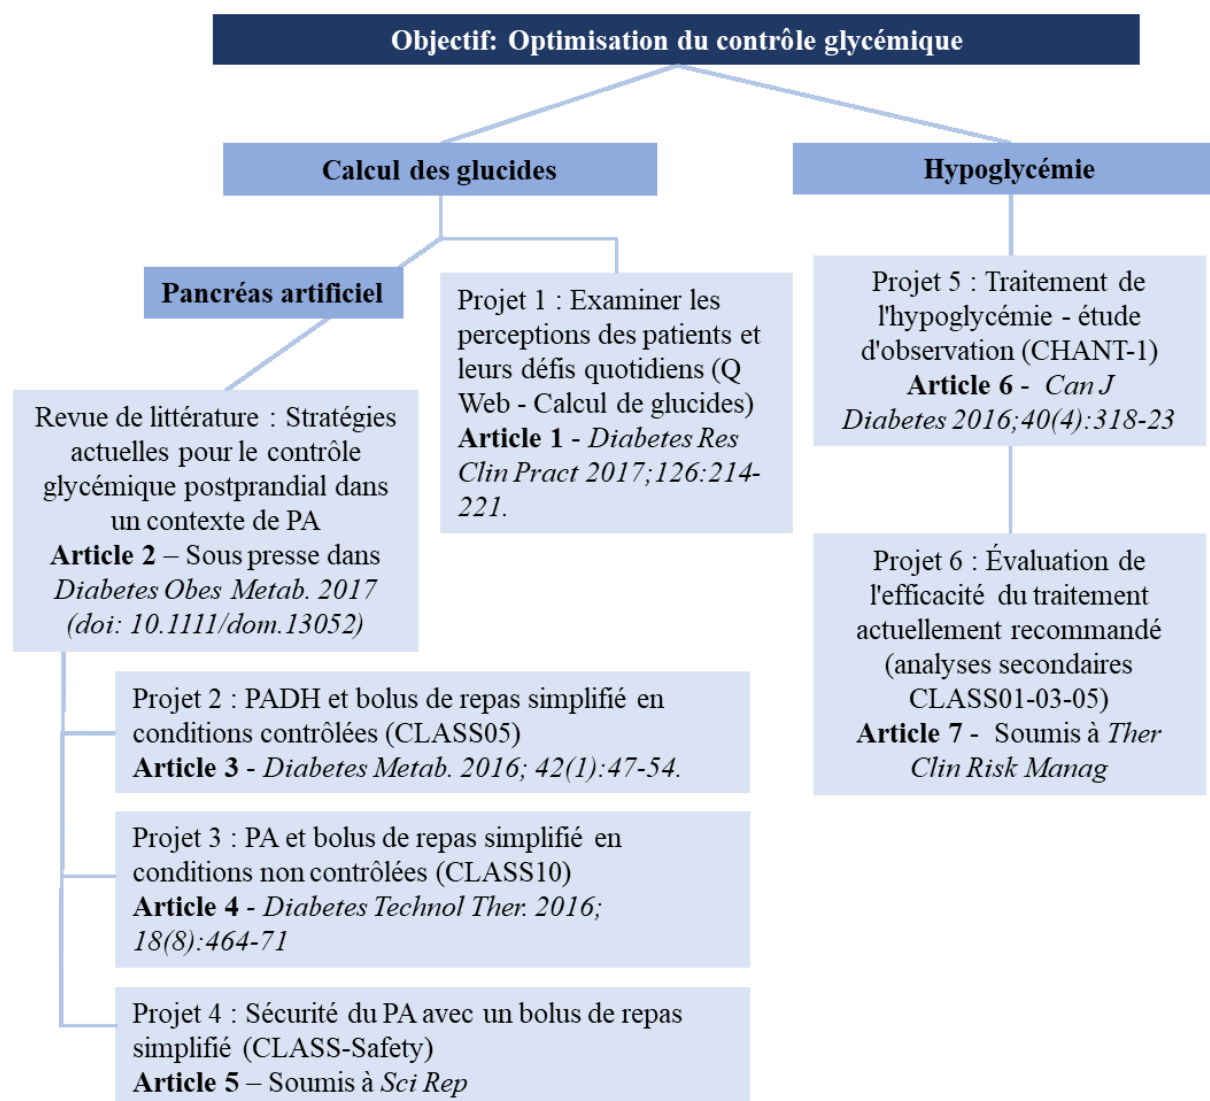 Objectif: Optimisation du contrôle glycémique
Calcul des glucides
Hypoglycémie
Pancréas artificiel
Projet 1 : Examiner les
perceptions des patients et
leurs défis quotidiens (Q
Web - Calcul de glucides)
Article 1 - Diabetes Res
Clin Pract 2017;126:214-
221.
Revue de littérature : Stratégies
actuelles pour le contrôle
glycémique postprandial dans
un contexte de PA
Article 2 – Sous presse dans
Diabetes Obes Metab. 2017
(doi: 10.1111/dom.13052)
Projet 2 : PADH et bolus de repas simplifié en
conditions contrôlées (CLASS05)
Article 3 - Diabetes Metab. 2016; 42(1):47-54.
Projet 3 : PA et bolus de repas simplifié en
conditions non contrôlées (CLASS10)
Article 4 - Diabetes Technol Ther. 2016;
18(8):464-71
Projet 4 : Sécurité du PA avec un bolus de repas
simplifié (CLASS-Safety)
Article 5 – Soumis à Sci Rep
Projet 5 : Traitement de
l'hypoglycémie - étude
d'observation (CHANT-1)
Article 6 - Can J
Diabetes 2016;40(4):318-23
Projet 6 : Évaluation de
l'efficacité du traitement
actuellement recommandé
(analyses secondaires
CLASS01-03-05)
Article 7 - Soumis à Ther
Clin Risk Manag